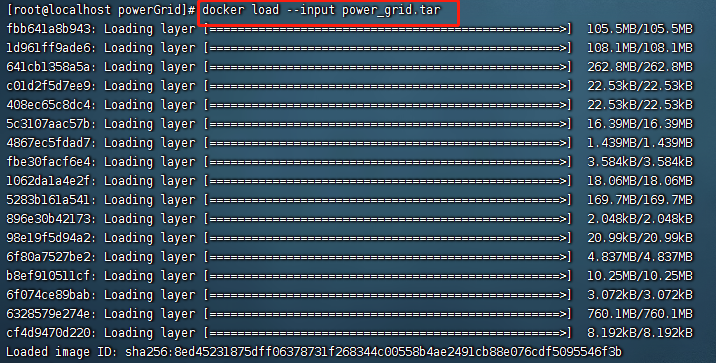 [root@localhost powerGrid]# docker load --input power_grid.tar
fbb641a8b943: Loading layer [==================================================>]  105.5MB/105.5MB
1d961ff9ade6: Loading layer [==================================================>]  108.1MB/108.1MB
641cb1358a5a: Loading layer [==================================================>]  262.8MB/262.8MB
c01d2f5d7ee9: Loading layer [==================================================>]  22.53kB/22.53kB
408ec65c8dc4: Loading layer [==================================================>]  22.53kB/22.53kB
5c3107aac57b: Loading layer [==================================================>]  16.39MB/16.39MB
4867ec5fdad7: Loading layer [==================================================>]  1.439MB/1.439MB
fbe30facf6e4: Loading layer [==================================================>]  3.584kB/3.584kB
1062da1a4e2f: Loading layer [==================================================>]  18.06MB/18.06MB
5283b161a541: Loading layer [==================================================>]  169.7MB/169.7MB
896e30b42173: Loading layer [==================================================>]  2.048kB/2.048kB
98e19f5d94a2: Loading layer [==================================================>]  20.99kB/20.99kB
6f80a7527be2: Loading layer [==================================================>]  4.837MB/4.837MB
b8ef910511cf: Loading layer [==================================================>]  10.25MB/10.25MB
6f074ce89bab: Loading layer [==================================================>]  3.072kB/3.072kB
6328579e274e: Loading layer [==================================================>]  760.1MB/760.1MB
cf4d9470d220: Loading layer [==================================================>]  8.192kB/8.192kB
Loaded image ID: sha256:8ed45231875dff06378731f268344c00558b4ae2491cb88e076cdf5095546f3b